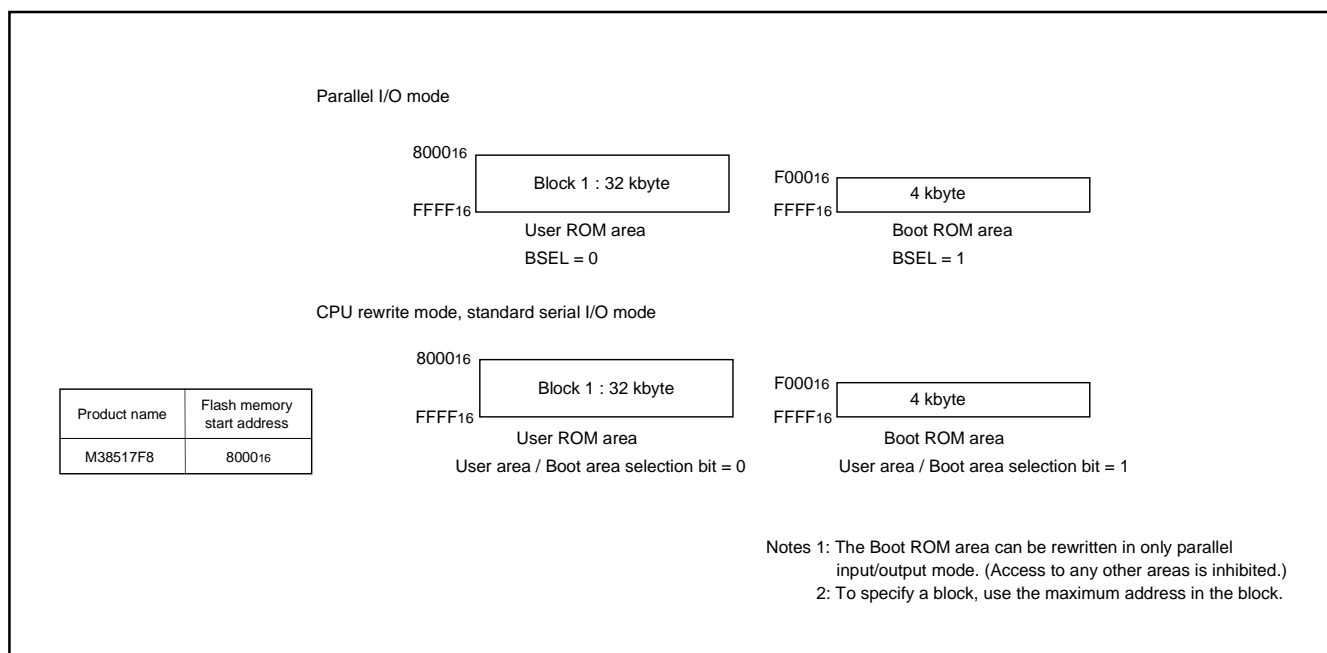 Parallel I/O mode
800016
Block 1 : 32 kbyte
FFFF16
User ROM area
BSEL = 0
F00016
4 kbyte
FFFF16
Boot ROM area
BSEL = 1
CPU rewrite mode, standard serial I/O mode
Product name
Flash memory
start address
M38517F8
800016
800016
Block 1 : 32 kbyte
FFFF16
User ROM area
User area / Boot area selection bit = 0
F00016
4 kbyte
FFFF16
Boot ROM area
User area / Boot area selection bit = 1
Notes 1: The Boot ROM area can be rewritten in only parallel
input/output mode. (Access to any other areas is inhibited.)
2: To specify a block, use the maximum address in the block.